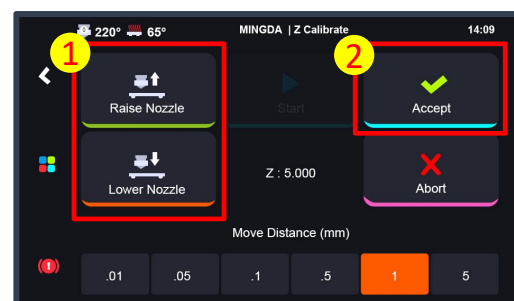 220° 65° MINGDA | Z Calibrate 14:09
1
2
Raise Nozzle
Start
Accept
Lower Nozzle
Z : 5.000
Abort
Move Distance (mm)
.01 .05 .1 .5 1 5